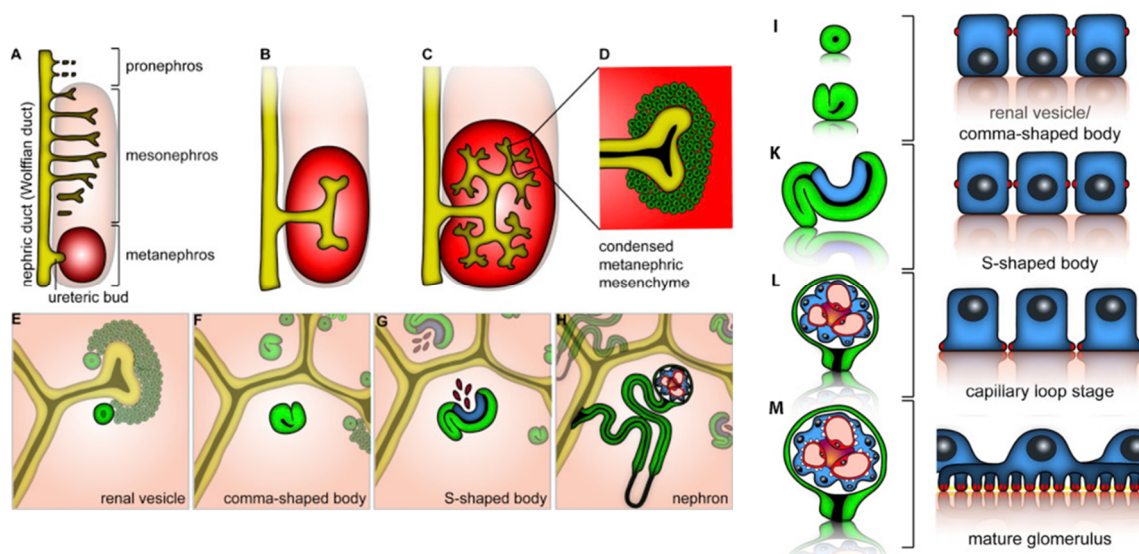 A
B
C
D
pronephros
mesonephros
metanephros
nephric duct (Wolffian duct)
ureteric bud
condensed
metanephric
mesenchyme
E
renal vesicle
F
comma-shaped body
G
S-shaped body
H
nephron
I
renal vesicle/
comma-shaped body
K
S-shaped body
L
capillary loop stage
M
mature glomerulus